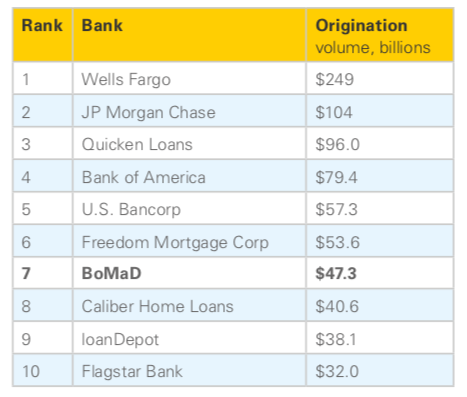 Rank Bank Origination
volume, billions
1 Wells Fargo $249
2 JP Morgan Chase $104
3 Quicken Loans $96.0
4 Bank of America $79.4
5 U.S. Bancorp $57.3
6 Freedom Mortgage Corp $53.6
7 BoMaD $47.3
8 Caliber Home Loans $40.6
9 loanDepot $38.1
10 Flagstar Bank $32.0